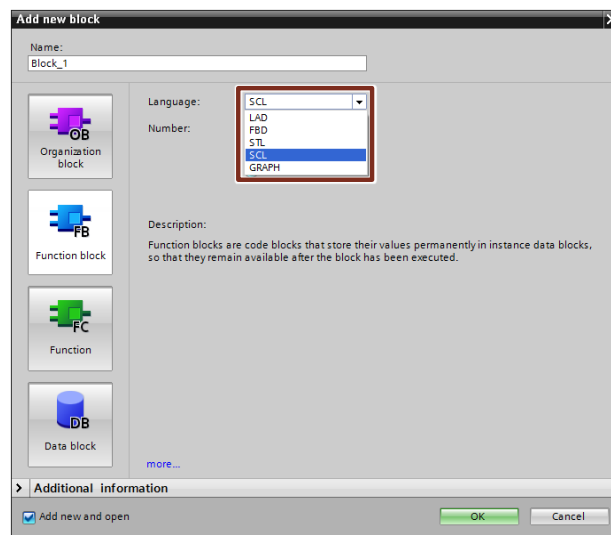 Add new block
Name:
Block_1
Language:
SCL
LAD
FBD
STL
SCL
GRAPH
Number:
OB
Organization
block
FB
Function block
FC
Function
DB
Data block
Description:
Function blocks are code blocks that store their values permanently in instance data blocks,
so that they remain available after the block has been executed.
more...
Additional information
Add new and open
OK
Cancel